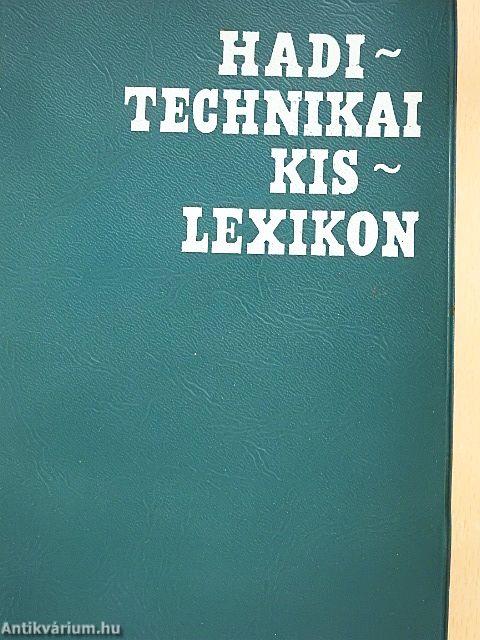 HADI~
TECHNIKAI
KIS~
LEXIKON
Antikvárium.hu